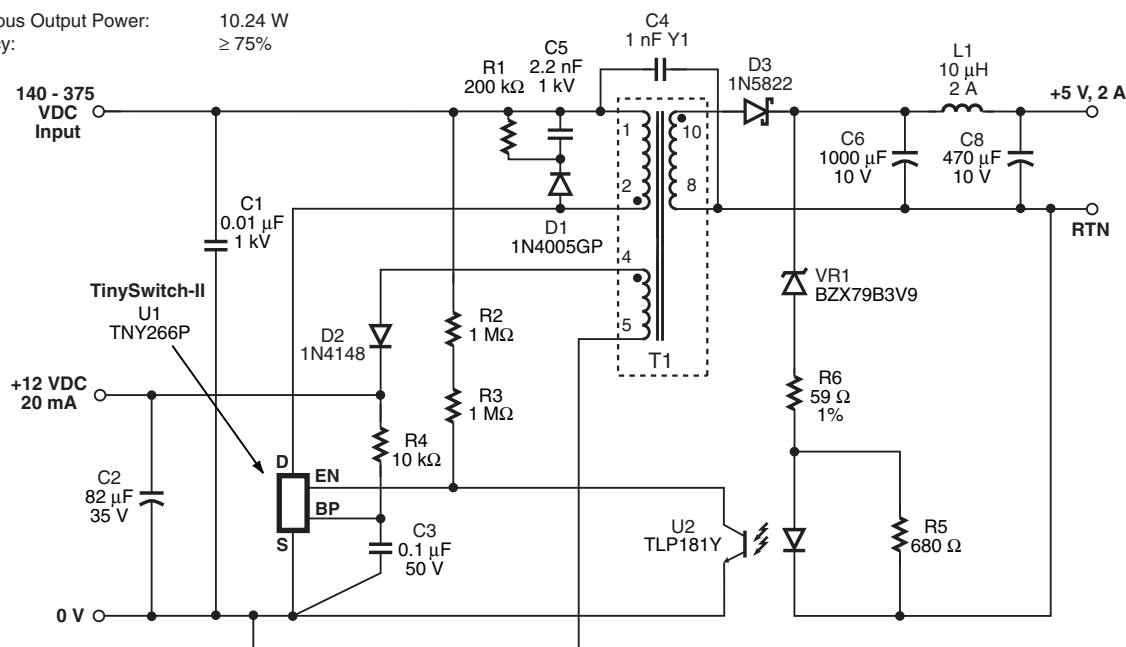 ous Output Power: 10.24 W
cy: ≥ 75%
C4
1 nF Y1
C5
2.2 nF
1 kV
R1
200 kΩ
D3
1N5822
L1
10 µH
2 A
+5 V, 2 A
140 - 375
VDC
Input
1
10
2
8
C6
1000 µF
10 V
C8
470 µF
10 V
C1
0.01 µF
1 kV
D1
1N4005GP
RTN
4
5
T1
VR1
BZX79B3V9
TinySwitch-II
U1
TNY266P
D2
1N4148
R2
1 MΩ
R3
1 MΩ
R6
59 Ω
1%
+12 VDC
20 mA
R4
10 kΩ
D
EN
BP
S
C2
82 µF
35 V
C3
0.1 µF
50 V
U2
TLP181Y
R5
680 Ω
0 V